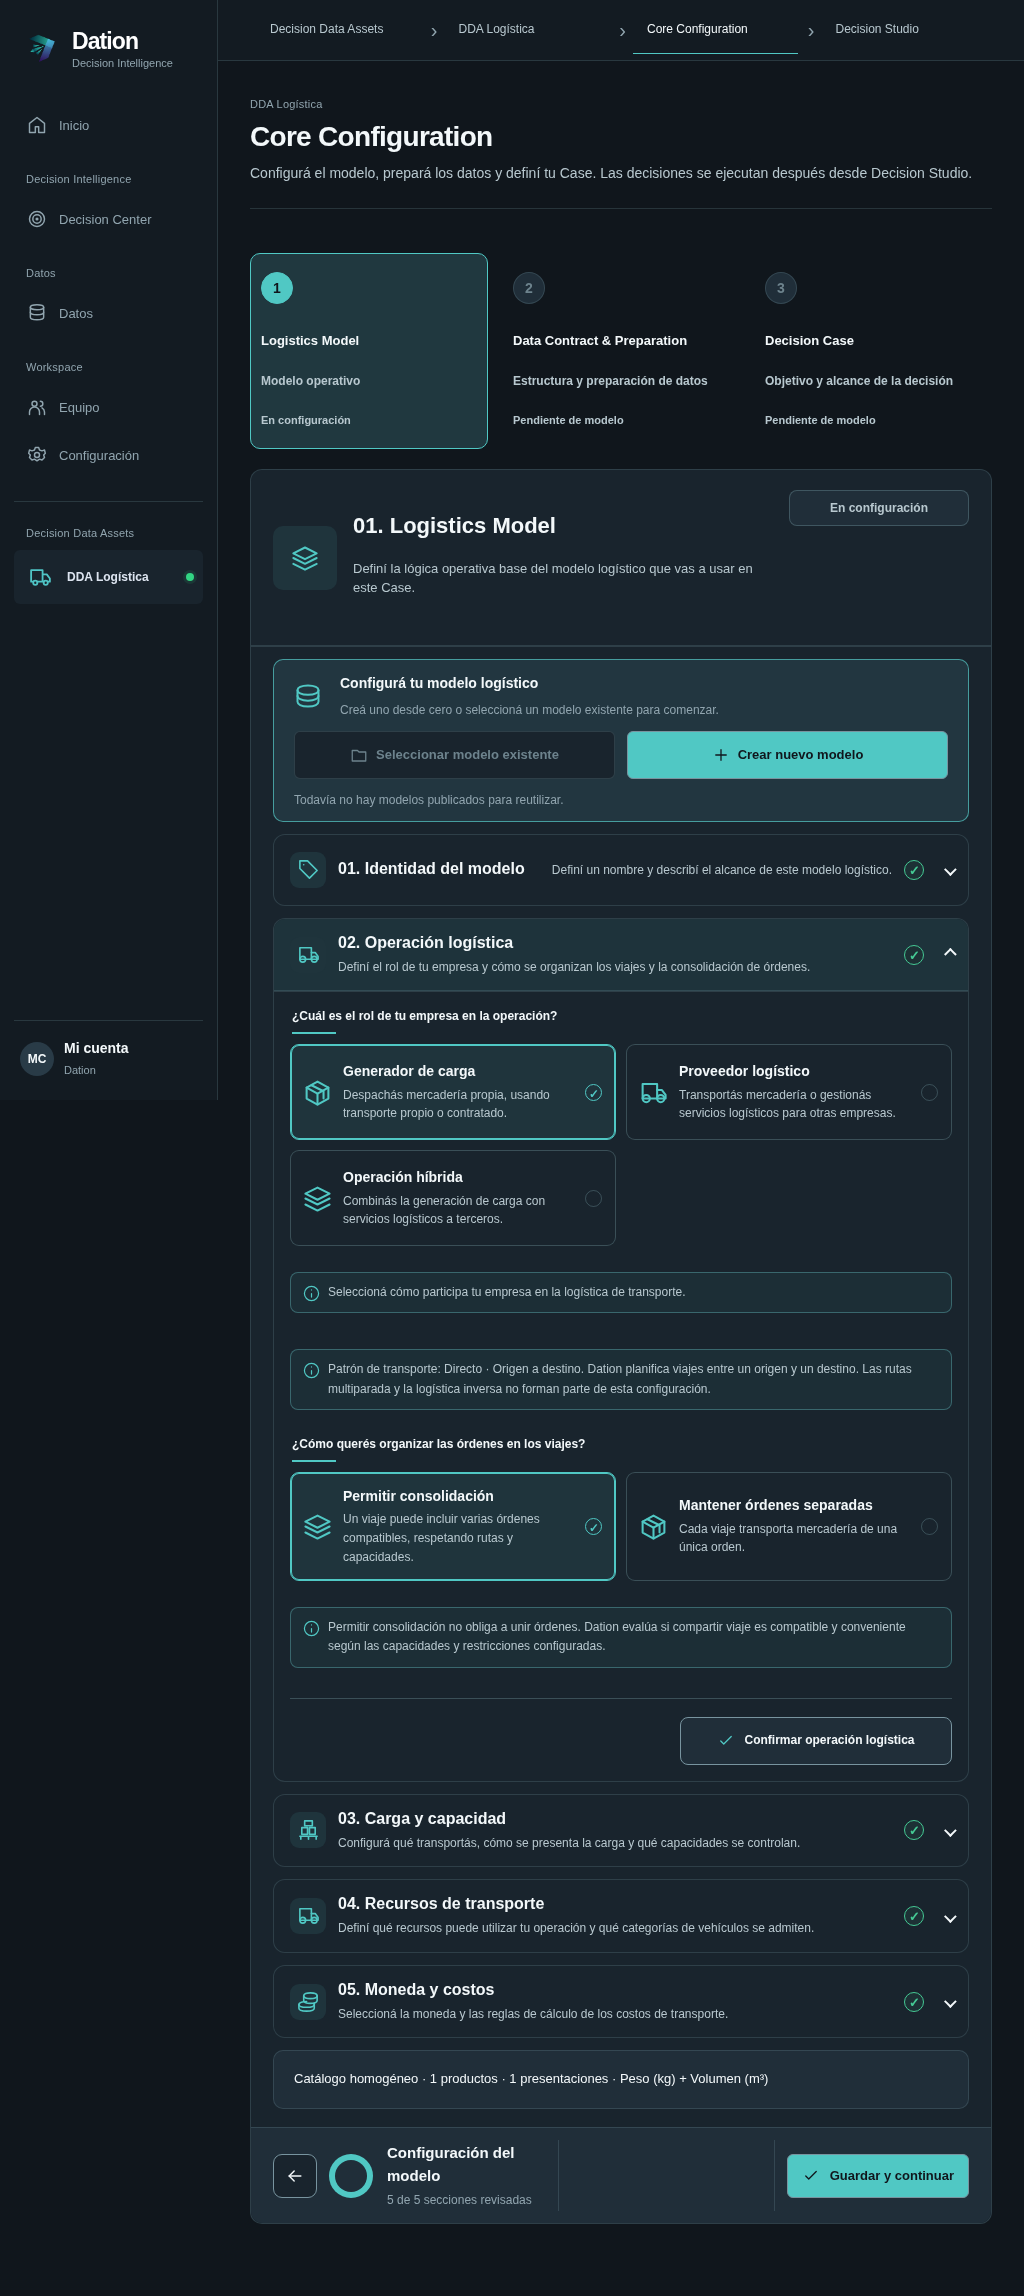 Dation
Decision Intelligence
Inicio
Decision Intelligence
Decision Center
Datos
Datos
Workspace
Equipo
Configuración
Decision Data Assets
DDA Logística
MC
Mi cuenta
Dation
Decision Data Assets
DDA Logística
Core Configuration
Decision Studio
DDA Logística
Core Configuration
Configurá el modelo, prepará los datos y definí tu Case. Las decisiones se ejecutan después desde Decision Studio.
1
Logistics Model
Modelo operativo
En configuración
2
Data Contract & Preparation
Estructura y preparación de datos
Pendiente de modelo
3
Decision Case
Objetivo y alcance de la decisión
Pendiente de modelo
01. Logistics Model
Definí la lógica operativa base del modelo logístico que vas a usar en
este Case.
En configuración
Configurá tu modelo logístico
Creá uno desde cero o seleccioná un modelo existente para comenzar.
Seleccionar modelo existente
Crear nuevo modelo
Todavía no hay modelos publicados para reutilizar.
01. Identidad del modelo
Definí un nombre y describí el alcance de este modelo logístico.
02. Operación logística
Definí el rol de tu empresa y cómo se organizan los viajes y la consolidación de órdenes.
¿Cuál es el rol de tu empresa en la operación?
Generador de carga
Despachás mercadería propia, usando
transporte propio o contratado.
Proveedor logístico
Transportás mercadería o gestionás
servicios logísticos para otras empresas.
Operación híbrida
Combinás la generación de carga con
servicios logísticos a terceros.
Seleccioná cómo participa tu empresa en la logística de transporte.
Patrón de transporte: Directo · Origen a destino. Dation planifica viajes entre un origen y un destino. Las rutas
multiparada y la logística inversa no forman parte de esta configuración.
¿Cómo querés organizar las órdenes en los viajes?
Permitir consolidación
Un viaje puede incluir varias órdenes
compatibles, respetando rutas y
capacidades.
Mantener órdenes separadas
Cada viaje transporta mercadería de una
única orden.
Permitir consolidación no obliga a unir órdenes. Dation evalúa si compartir viaje es compatible y conveniente
según las capacidades y restricciones configuradas.
Confirmar operación logística
03. Carga y capacidad
Configurá qué transportás, cómo se presenta la carga y qué capacidades se controlan.
04. Recursos de transporte
Definí qué recursos puede utilizar tu operación y qué categorías de vehículos se admiten.
05. Moneda y costos
Seleccioná la moneda y las reglas de cálculo de los costos de transporte.
Catálogo homogéneo · 1 productos · 1 presentaciones · Peso (kg) + Volumen (m³)
Configuración del
modelo
5 de 5 secciones revisadas
Guardar y continuar